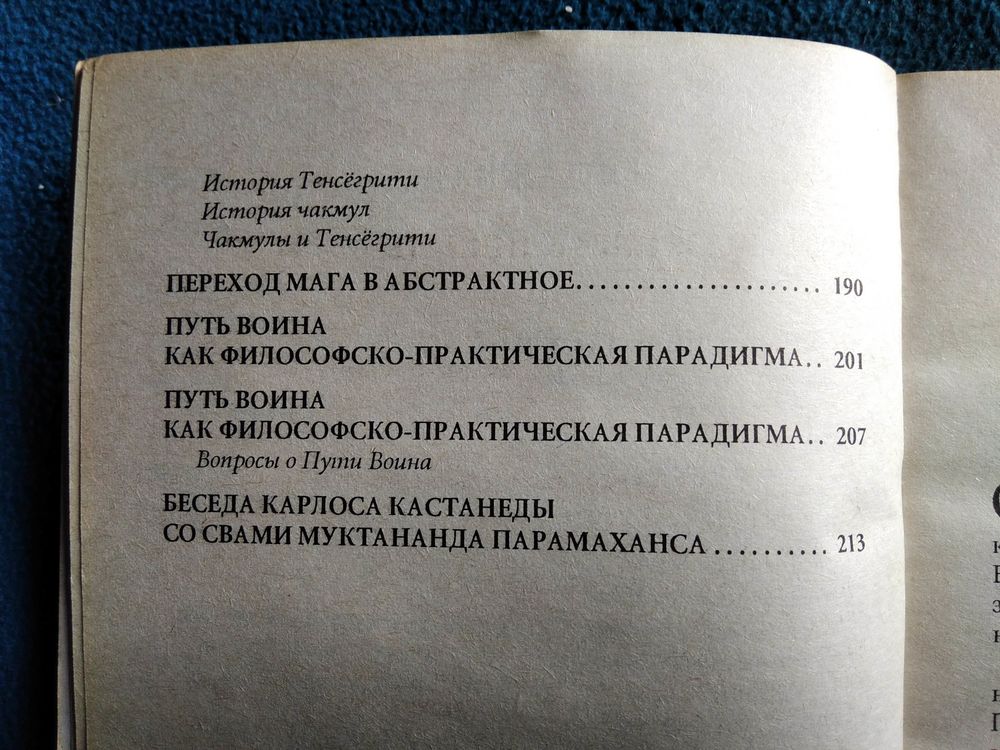 История Тенсёгрити
История чакмул
Чакмулы и Тенсёгрити
ПЕРЕХОД МАГА В АБСТРАКТНОЕ..................... 190
ПУТЬ ВОИНА
КАК ФИЛОСОФСКО-ПРАКТИЧЕСКАЯ ПАРАДИГМА.. 201
ПУТЬ ВОИНА
КАК ФИЛОСОФСКО-ПРАКТИЧЕСКАЯ ПАРАДИГМА.. 207
Вопросы о Пути Воина
БЕСЕДА КАРЛОСА КАСТАНЕДЫ
СО СВАМИ МУКТАНАНДА ПАРАМАХАНСА .......... 213